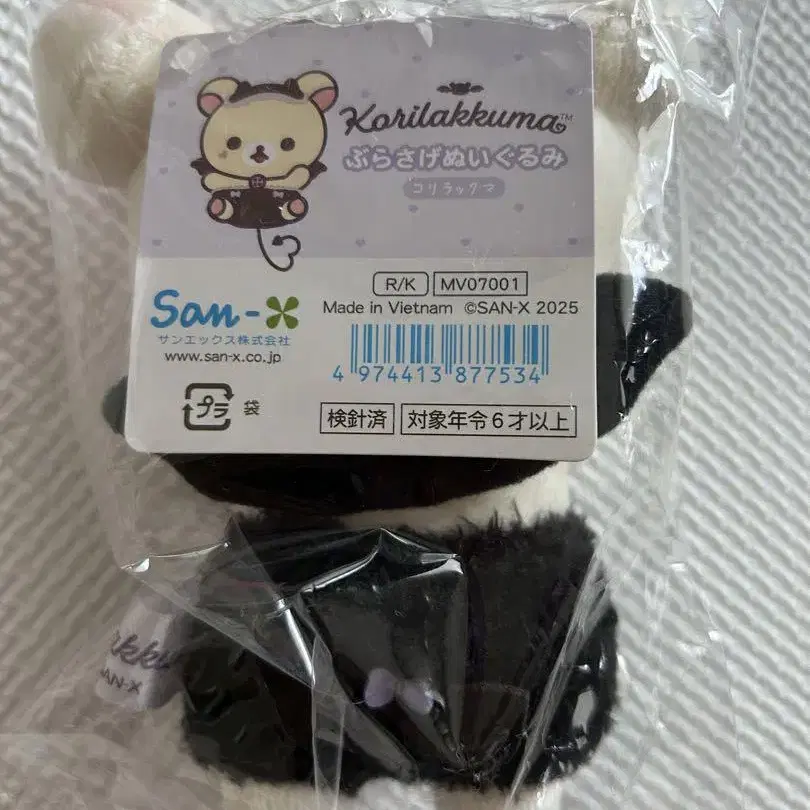 Korilakkuma™
ぶらさげぬいぐるみ
コリラックマ
R/K MV07001
Made in Vietnam ©SAN-X 2025
San-X
サンエックス株式会社
www.san-x.co.jp
4 974413 877534
プラ 袋
検針済 対象年令6才以上
AN-X